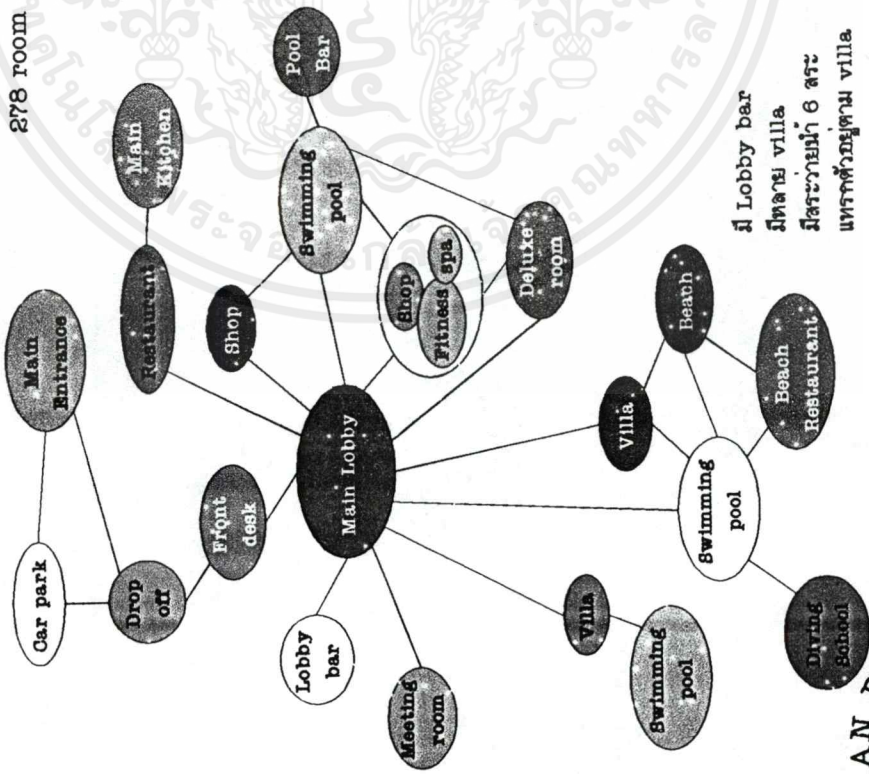 278 room
Main
Entrance
Car park
Drop
off
Front
desk
Main
Kitchen
Restaurant
Shop
Swimming
pool
Pool
Bar
Shop
Fitness
spa
Deluxe
room
Main Lobby
Lobby
bar
Meeting
room
Villa
Swimming
pool
Villa
Beach
Swimming
pool
Beach
Restaurant
Diving
School
มี Lobby bar
มีหลาย villa
มีสระว่ายน้ำ 6 สระ
แทรกตัวอยู่ตาม villa
AN